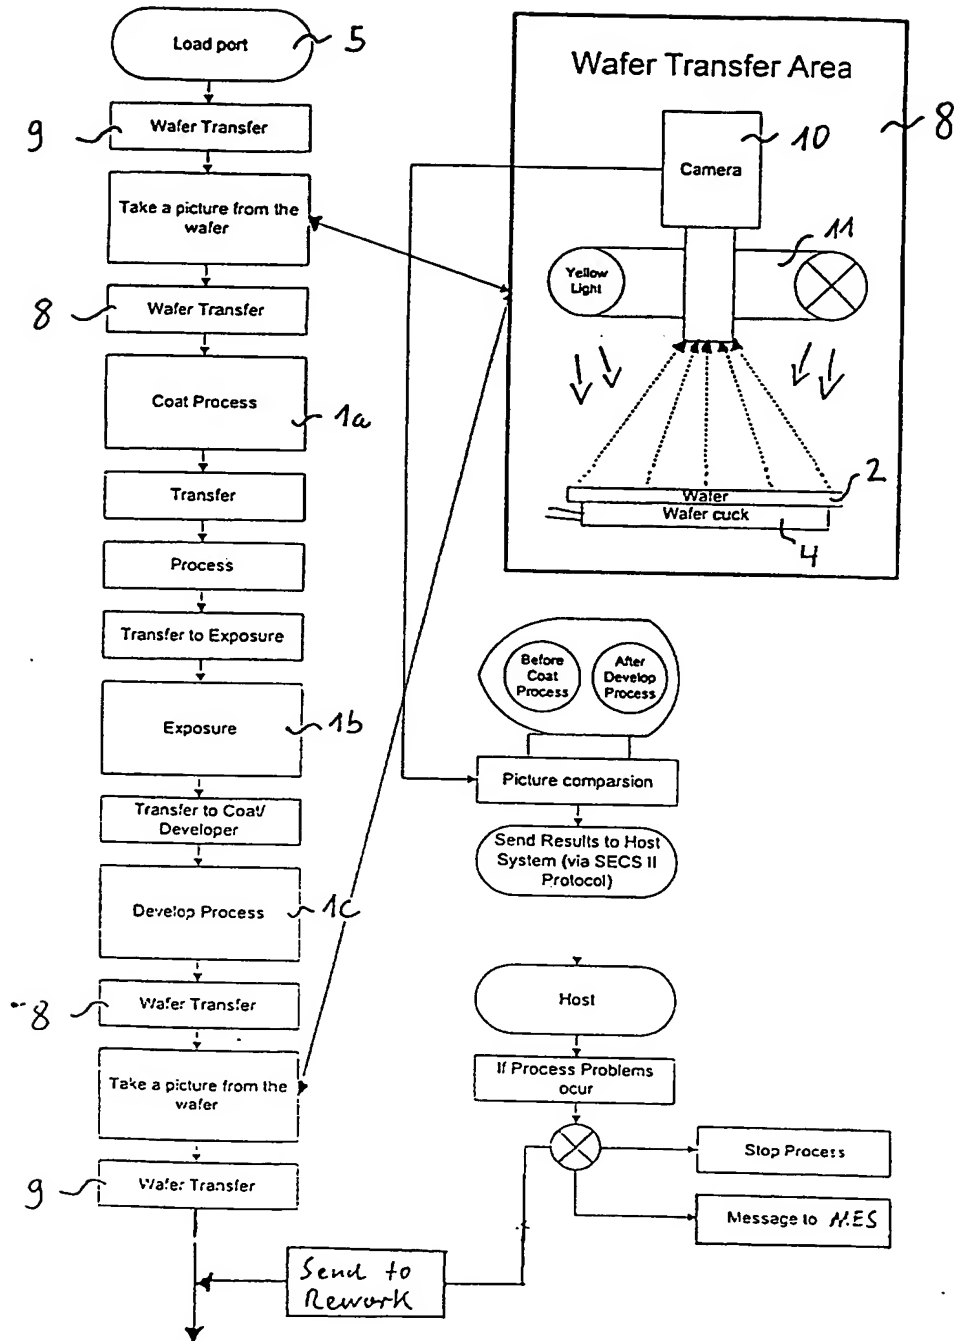 Load port
5
9
Wafer Transfer
Take a picture from the
wafer
8
Wafer Transfer
Coat Process
1a
Transfer
Process
Transfer to Exposure
Exposure
1b
Transfer to Coat/
Developer
Develop Process
1c
8
Wafer Transfer
Take a picture from the
wafer
9
Wafer Transfer
Wafer Transfer Area
8
10
Camera
11
Yellow
Light
Wafer
2
Wafer cuck
4
Before
Coat
Process
After
Develop
Process
Picture comparsion
Send Results to Host
System (via SECS II
Protocol)
Host
If Process Problems
ocur
Stop Process
Message to MES
Send to
Rework